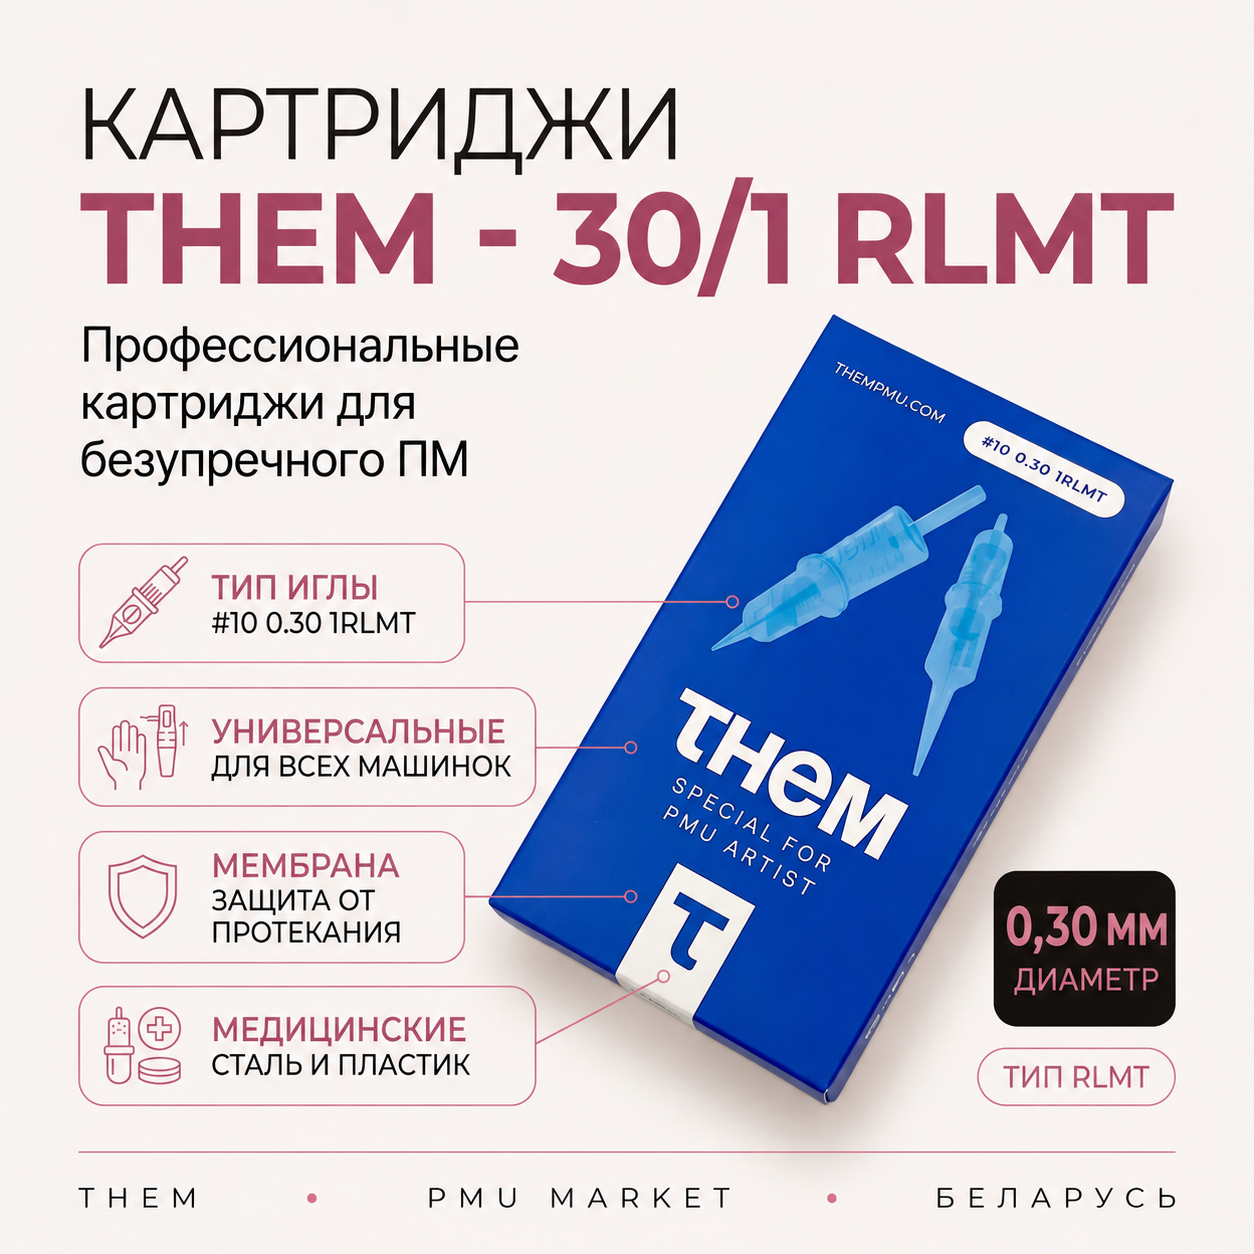 КАРТРИДЖИ
THEM - 30/1 RLMT
Профессиональные
картриджи для
безупречного ПМ
THEMPMU.COM
#10 0.30 1RLMT
ТИП ИГЛЫ
#10 0.30 1RLMT
УНИВЕРСАЛЬНЫЕ
ДЛЯ ВСЕХ МАШИНОК
THEM
SPECIAL FOR
PMU ARTIST
МЕМБРАНА
ЗАЩИТА ОТ
ПРОТЕКАНИЯ
0,30 ММ
ДИАМЕТР
МЕДИЦИНСКИЕ
СТАЛЬ И ПЛАСТИК
ТИП RLMT
THEM • PMU MARKET • БЕЛАРУСЬ